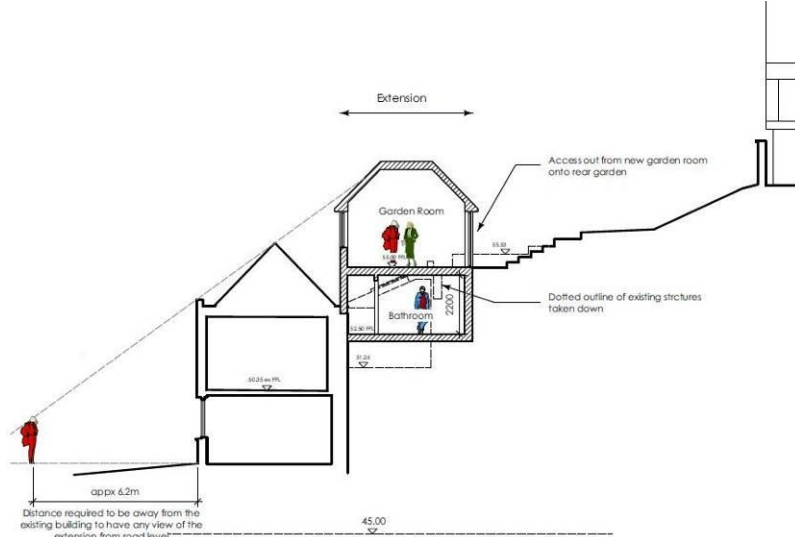 Extension
Access out from new garden room
onto rear garden
Garden Room
55.53
55.00 FFL
Dotted outline of existing strctures
taken down
2200
Bathroom
52.50 FFL
51.26
50.35 ex FFL
appx 6.2m
Distance required to be away from the
existing building to have any view of the
extension from road level
45.00